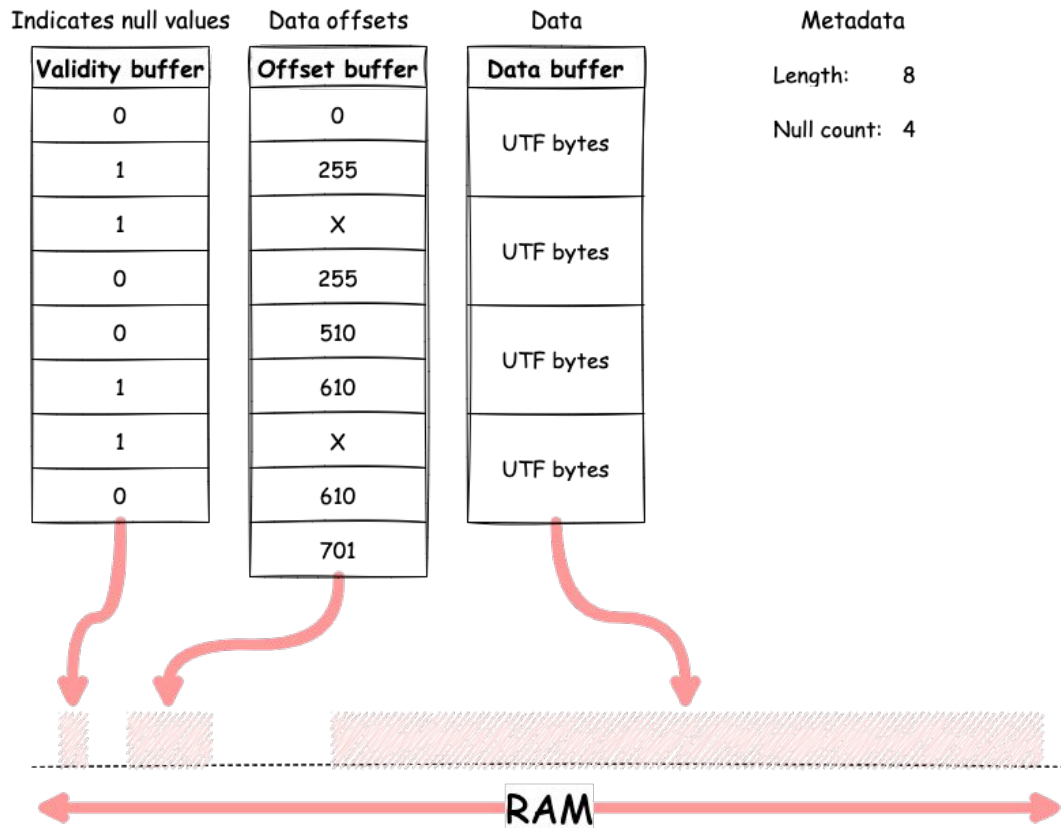 Indicates null values
Validity buffer
0
1
1
0
0
1
1
0
Data offsets
Offset buffer
0
255
X
255
510
610
X
610
701
Data
Data buffer
UTF bytes
UTF bytes
UTF bytes
UTF bytes
Metadata
Length: 8
Null count: 4
RAM